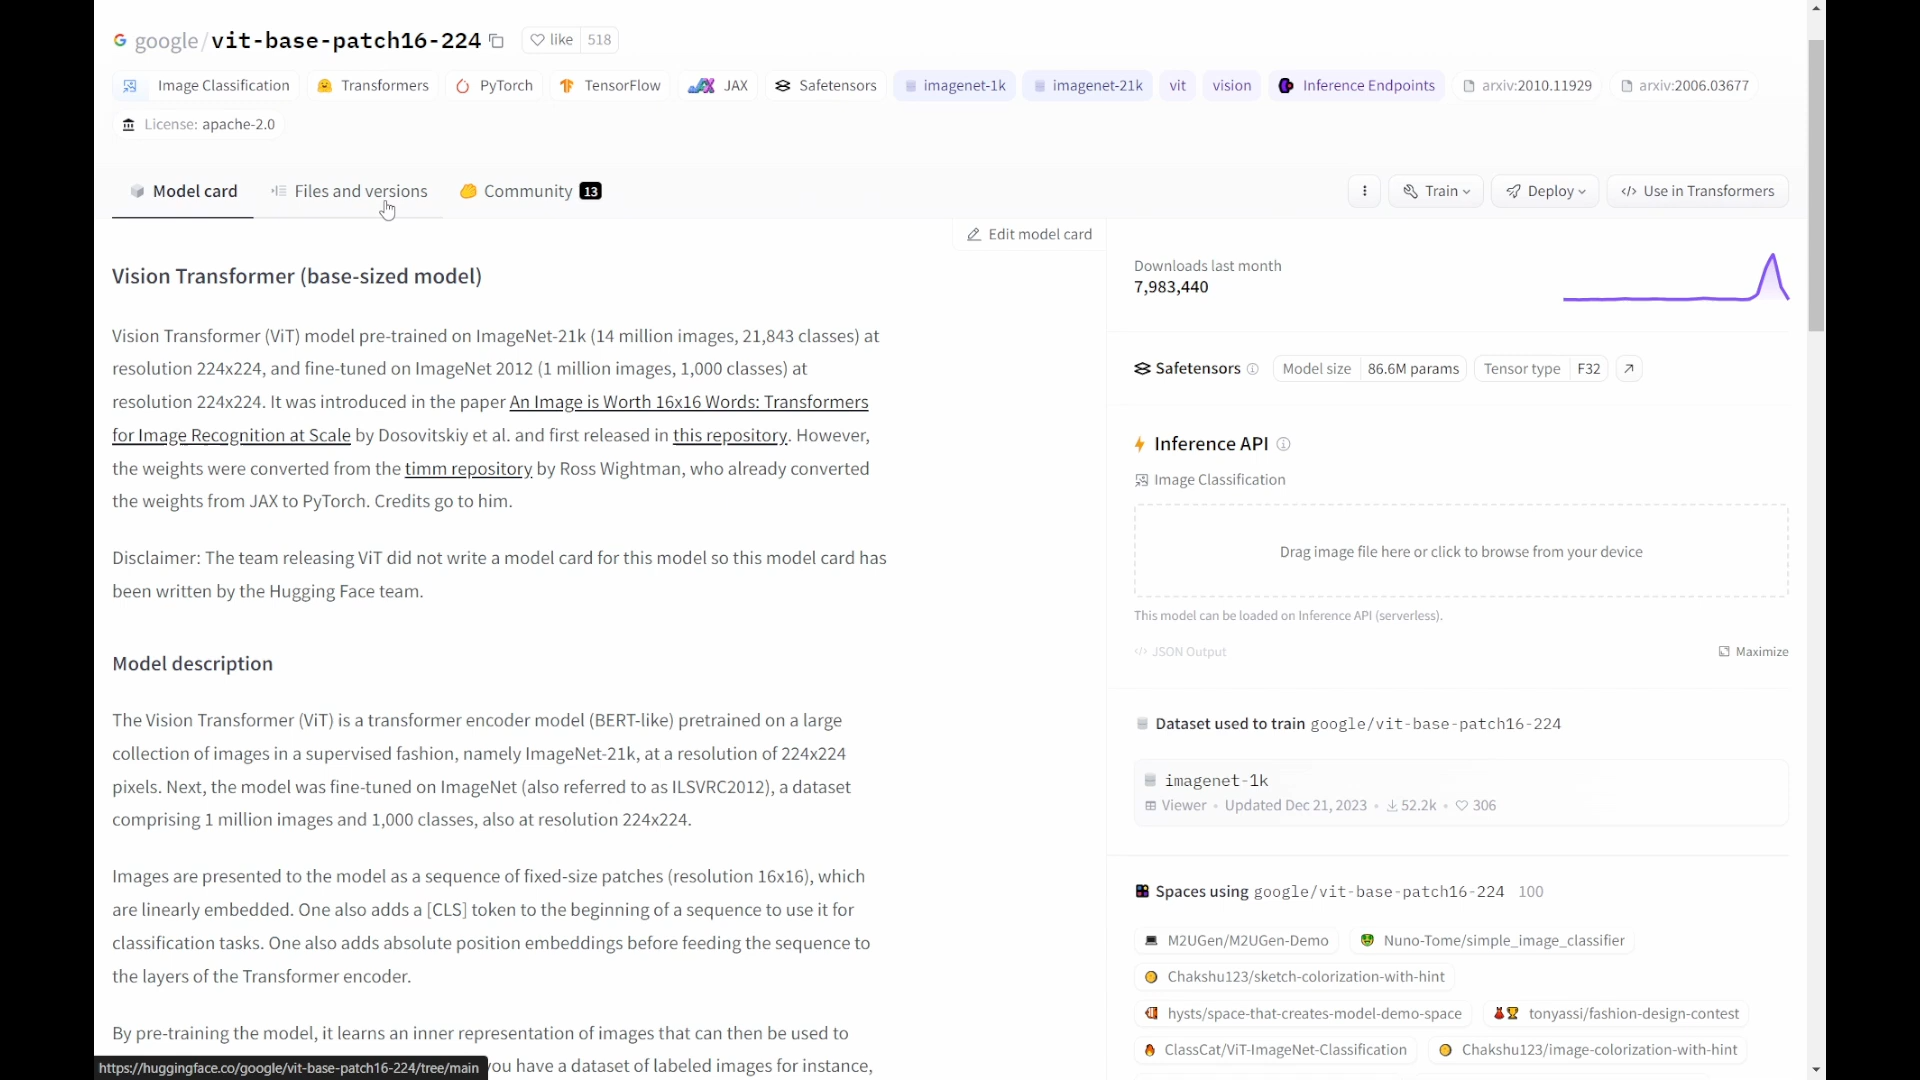 google/vit-base-patch16-224 like 518
Image Classification Transformers PyTorch TensorFlow JAX Safetensors imagenet-1k imagenet-21k vit vision Inference Endpoints arxiv:2010.11929 arxiv:2006.03677
License: apache-2.0
Model card Files and versions Community 13
Train Deploy </> Use in Transformers
Edit model card
Vision Transformer (base-sized model)
Vision Transformer (ViT) model pre-trained on ImageNet-21k (14 million images, 21,843 classes) at
resolution 224x224, and fine-tuned on ImageNet 2012 (1 million images, 1,000 classes) at
resolution 224x224. It was introduced in the paper An Image is Worth 16x16 Words: Transformers
for Image Recognition at Scale by Dosovitskiy et al. and first released in this repository. However,
the weights were converted from the timm repository by Ross Wightman, who already converted
the weights from JAX to PyTorch. Credits go to him.
Disclaimer: The team releasing ViT did not write a model card for this model so this model card has
been written by the Hugging Face team.
Model description
The Vision Transformer (ViT) is a transformer encoder model (BERT-like) pretrained on a large
collection of images in a supervised fashion, namely ImageNet-21k, at a resolution of 224x224
pixels. Next, the model was fine-tuned on ImageNet (also referred to as ILSVRC2012), a dataset
comprising 1 million images and 1,000 classes, also at resolution 224x224.
Images are presented to the model as a sequence of fixed-size patches (resolution 16x16), which
are linearly embedded. One also adds a [CLS] token to the beginning of a sequence to use it for
classification tasks. One also adds absolute position embeddings before feeding the sequence to
the layers of the Transformer encoder.
By pre-training the model, it learns an inner representation of images that can then be used to
you have a dataset of labeled images for instance,
https://huggingface.co/google/vit-base-patch16-224/tree/main
Downloads last month
7,983,440
Safetensors Model size 86.6M params Tensor type F32
Inference API
Image Classification
Drag image file here or click to browse from your device
This model can be loaded on Inference API (serverless).
</> JSON Output Maximize
Dataset used to train google/vit-base-patch16-224
imagenet-1k
Viewer • Updated Dec 21, 2023 • 52.2k • 306
Spaces using google/vit-base-patch16-224 100
M2UGen/M2UGen-Demo Nuno-Tome/simple_image_classifier
Chakshu123/sketch-colorization-with-hint
hysts/space-that-creates-model-demo-space tonyassi/fashion-design-contest
ClassCat/ViT-ImageNet-Classification Chakshu123/image-colorization-with-hint